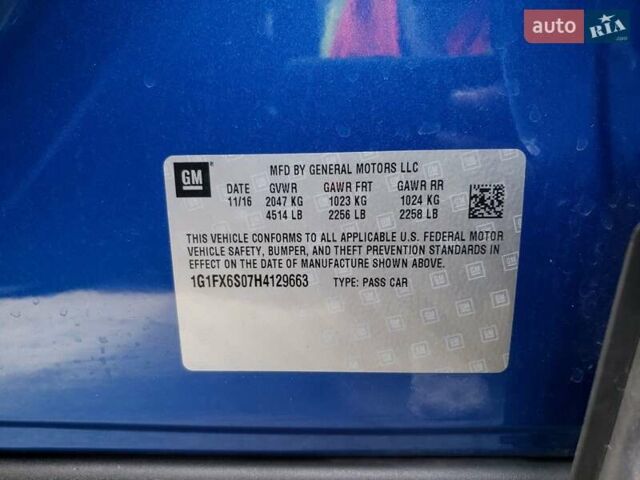 auto RIA .com
GM MFD BY GENERAL MOTORS LLC
DATE GVWR GAWR FRT GAWR RR
11/16 2047 KG 1023 KG 1024 KG
4514 LB 2256 LB 2258 LB
THIS VEHICLE CONFORMS TO ALL APPLICABLE U.S. FEDERAL MOTOR
VEHICLE SAFETY, BUMPER, AND THEFT PREVENTION STANDARDS IN
EFFECT ON THE DATE OF MANUFACTURE SHOWN ABOVE.
1G1FX6S07H4129663 TYPE: PASS CAR